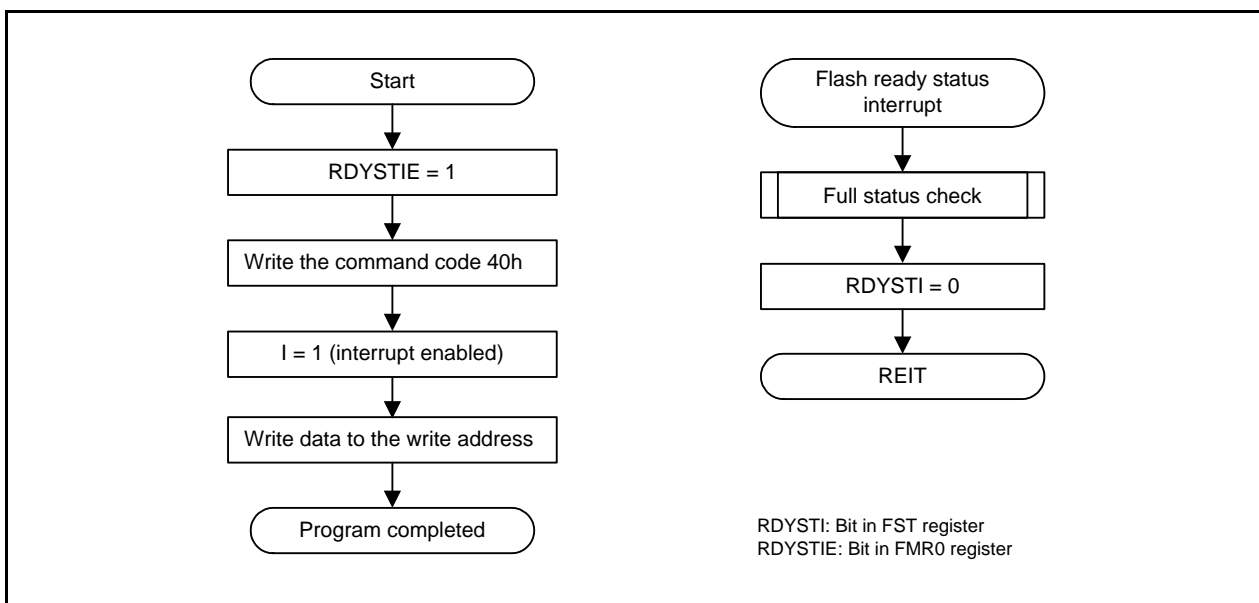 Start
RDYSTIE = 1
Write the command code 40h
I = 1 (interrupt enabled)
Write data to the write address
Program completed
Flash ready status
interrupt
Full status check
RDYSTI = 0
REIT
RDYSTI: Bit in FST register
RDYSTIE: Bit in FMR0 register